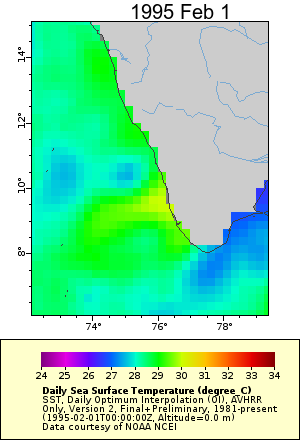 1995 Feb 1
14°
12°
10°
8°
74°
76°
78°
24 25 26 27 28 29 30 31 32 33 34
Daily Sea Surface Temperature (degree_C)
SST, Daily Optimum Interpolation (OI), AVHRR
Only, Version 2, Final+Preliminary, 1981-present
(1995-02-01T00:00:00Z, Altitude=0.0 m)
Data courtesy of NOAA NCEI